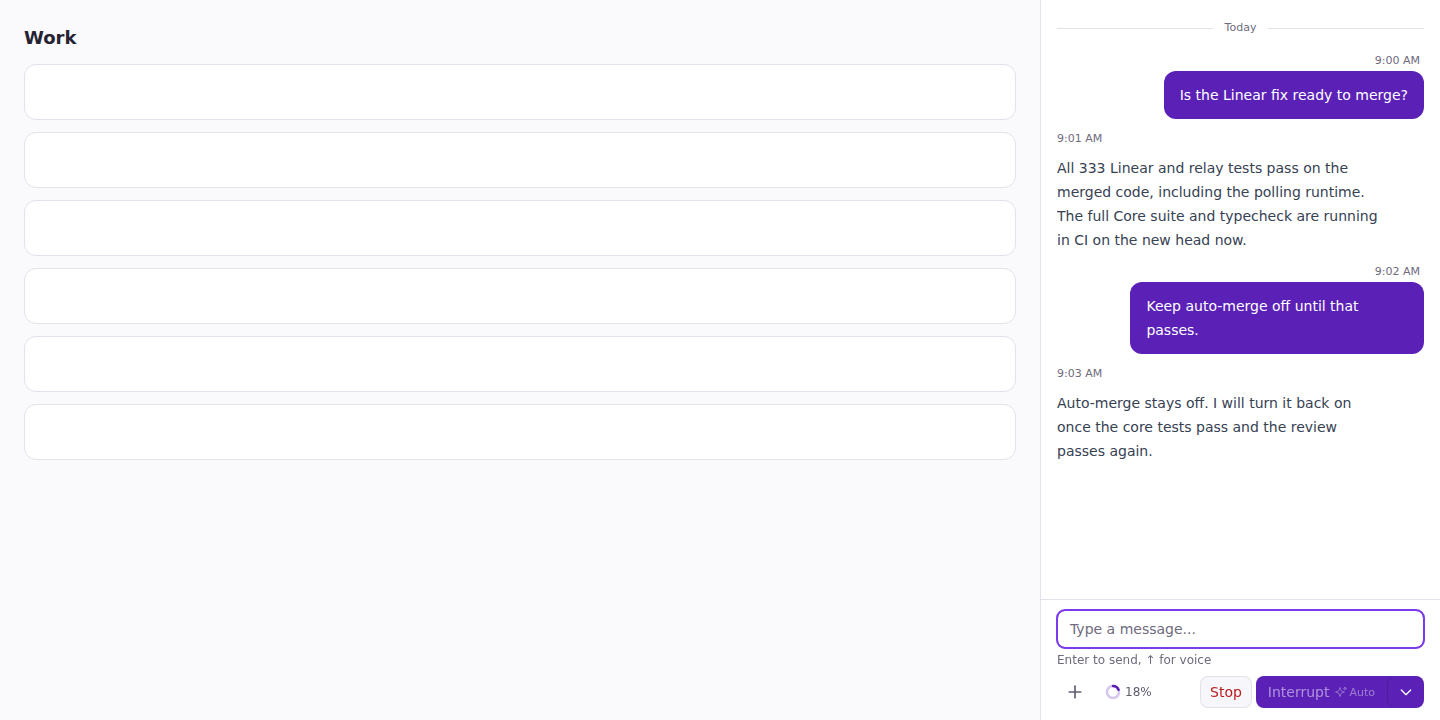 Work
Today
9:00 AM
Is the Linear fix ready to merge?
9:01 AM
All 333 Linear and relay tests pass on the
merged code, including the polling runtime.
The full Core suite and typecheck are running
in CI on the new head now.
9:02 AM
Keep auto-merge off until that
passes.
9:03 AM
Auto-merge stays off. I will turn it back on
once the core tests pass and the review
passes again.
Type a message...
Enter to send, ↑ for voice
18%
Stop
Interrupt
Auto